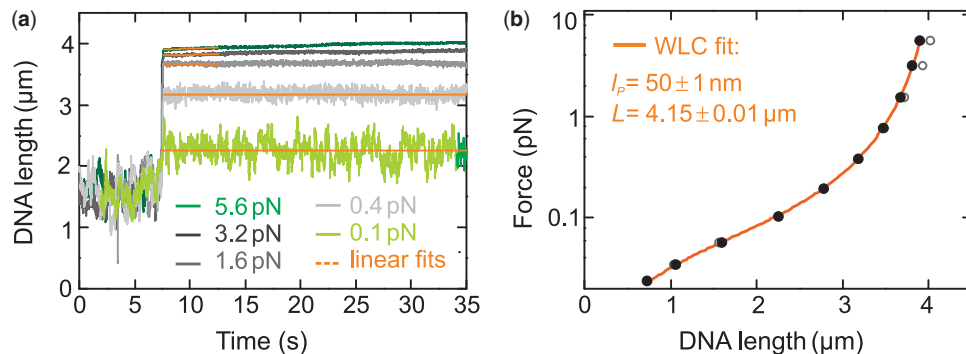 (a)
DNA length (μm)
4
3
2
1
0
5.6 pN
3.2 pN
1.6 pN
0.4 pN
0.1 pN
linear fits
0 5 10 15 20 25 30 35
Time (s)
(b)
Force (pN)
10
1
0.1
WLC fit:
lP= 50±1 nm
L= 4.15±0.01 μm
0 1 2 3 4
DNA length (μm)